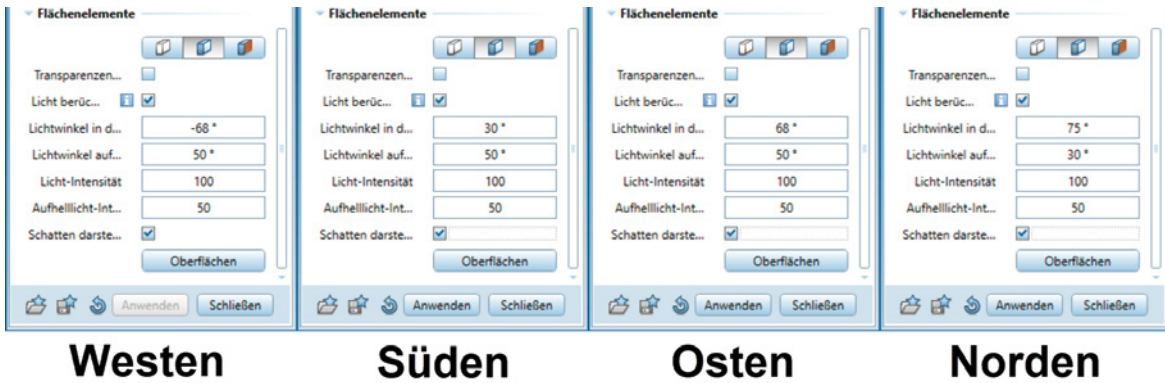 Flächenelemente
Transparenzen...
Licht berüc...
Lichtwinkel in d... -68 °
Lichtwinkel auf... 50 °
Licht-Intensität 100
Aufhelllicht-Int... 50
Schatten darste...
Oberflächen
Anwenden Schließen
Westen
Flächenelemente
Transparenzen...
Licht berüc...
Lichtwinkel in d... 30 °
Lichtwinkel auf... 50 °
Licht-Intensität 100
Aufhelllicht-Int... 50
Schatten darste...
Oberflächen
Anwenden Schließen
Süden
Flächenelemente
Transparenzen...
Licht berüc...
Lichtwinkel in d... 68 °
Lichtwinkel auf... 50 °
Licht-Intensität 100
Aufhelllicht-Int... 50
Schatten darste...
Oberflächen
Anwenden Schließen
Osten
Flächenelemente
Transparenzen...
Licht berüc...
Lichtwinkel in d... 75 °
Lichtwinkel auf... 30 °
Licht-Intensität 100
Aufhelllicht-Int... 50
Schatten darste...
Oberflächen
Anwenden Schließen
Norden